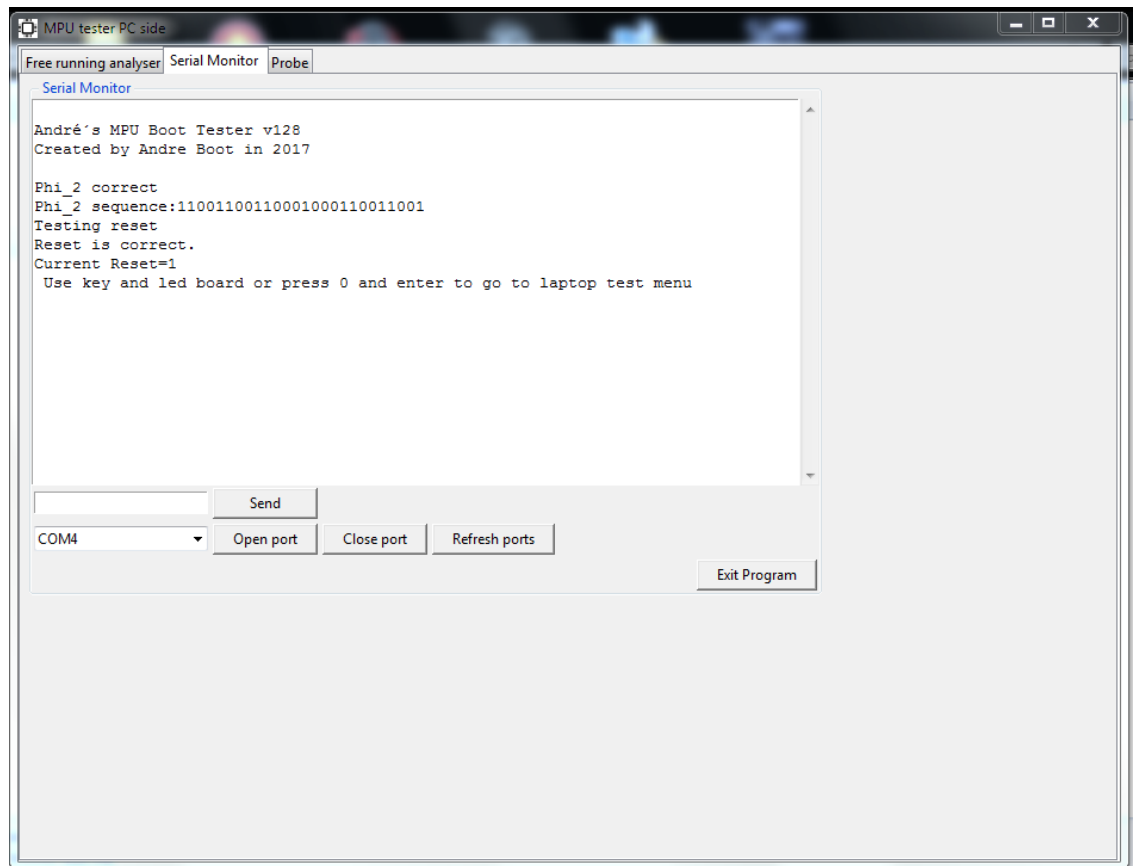 MPU tester PC side
Free running analyser Serial Monitor Probe
Serial Monitor
André´s MPU Boot Tester v128
Created by Andre Boot in 2017
Phi_2 correct
Phi_2 sequence:11001100110001000110011001
Testing reset
Reset is correct.
Current Reset=1
Use key and led board or press 0 and enter to go to laptop test menu
Send
COM4 Open port Close port Refresh ports
Exit Program